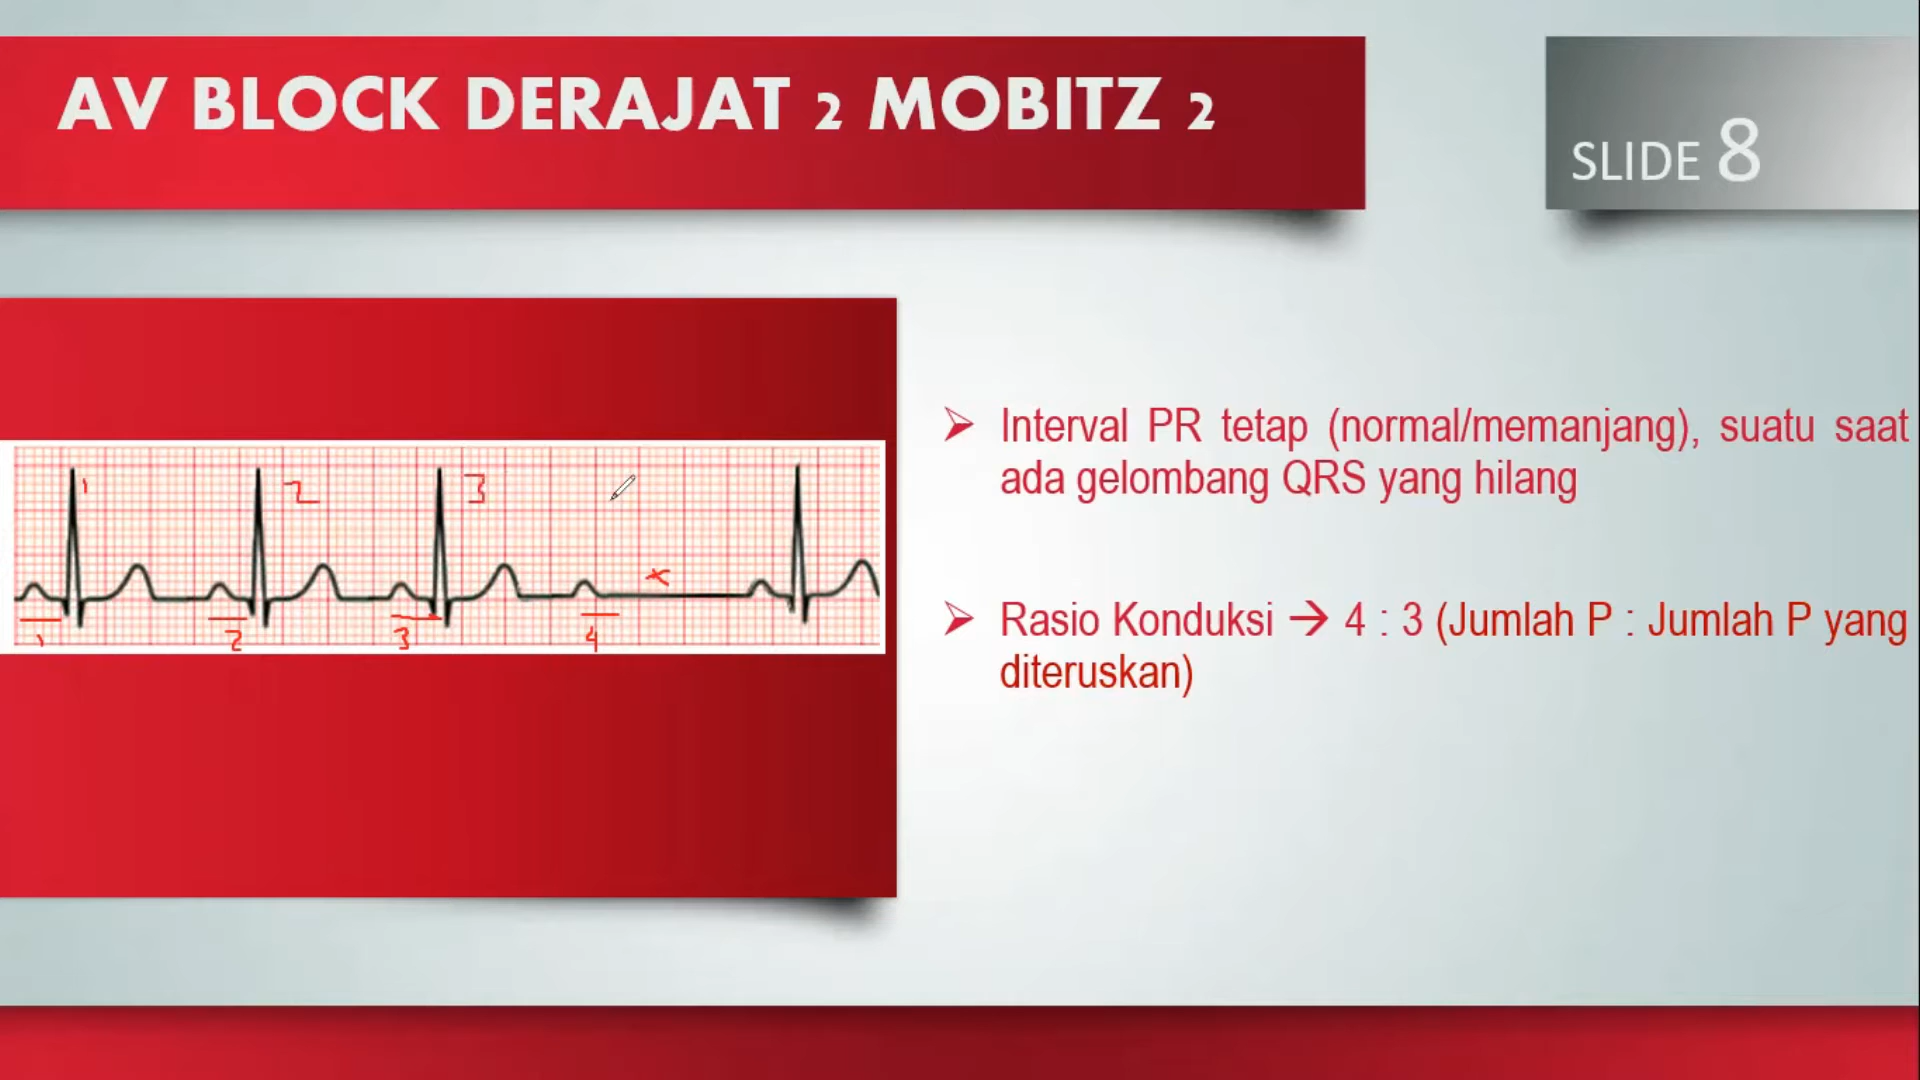 AV BLOCK DERAJAT 2 MOBITZ 2
SLIDE 8
1 2 3
1 2 3 4
Interval PR tetap (normal/memanjang), suatu saat
ada gelombang QRS yang hilang
Rasio Konduksi → 4 : 3 (Jumlah P : Jumlah P yang
diteruskan)